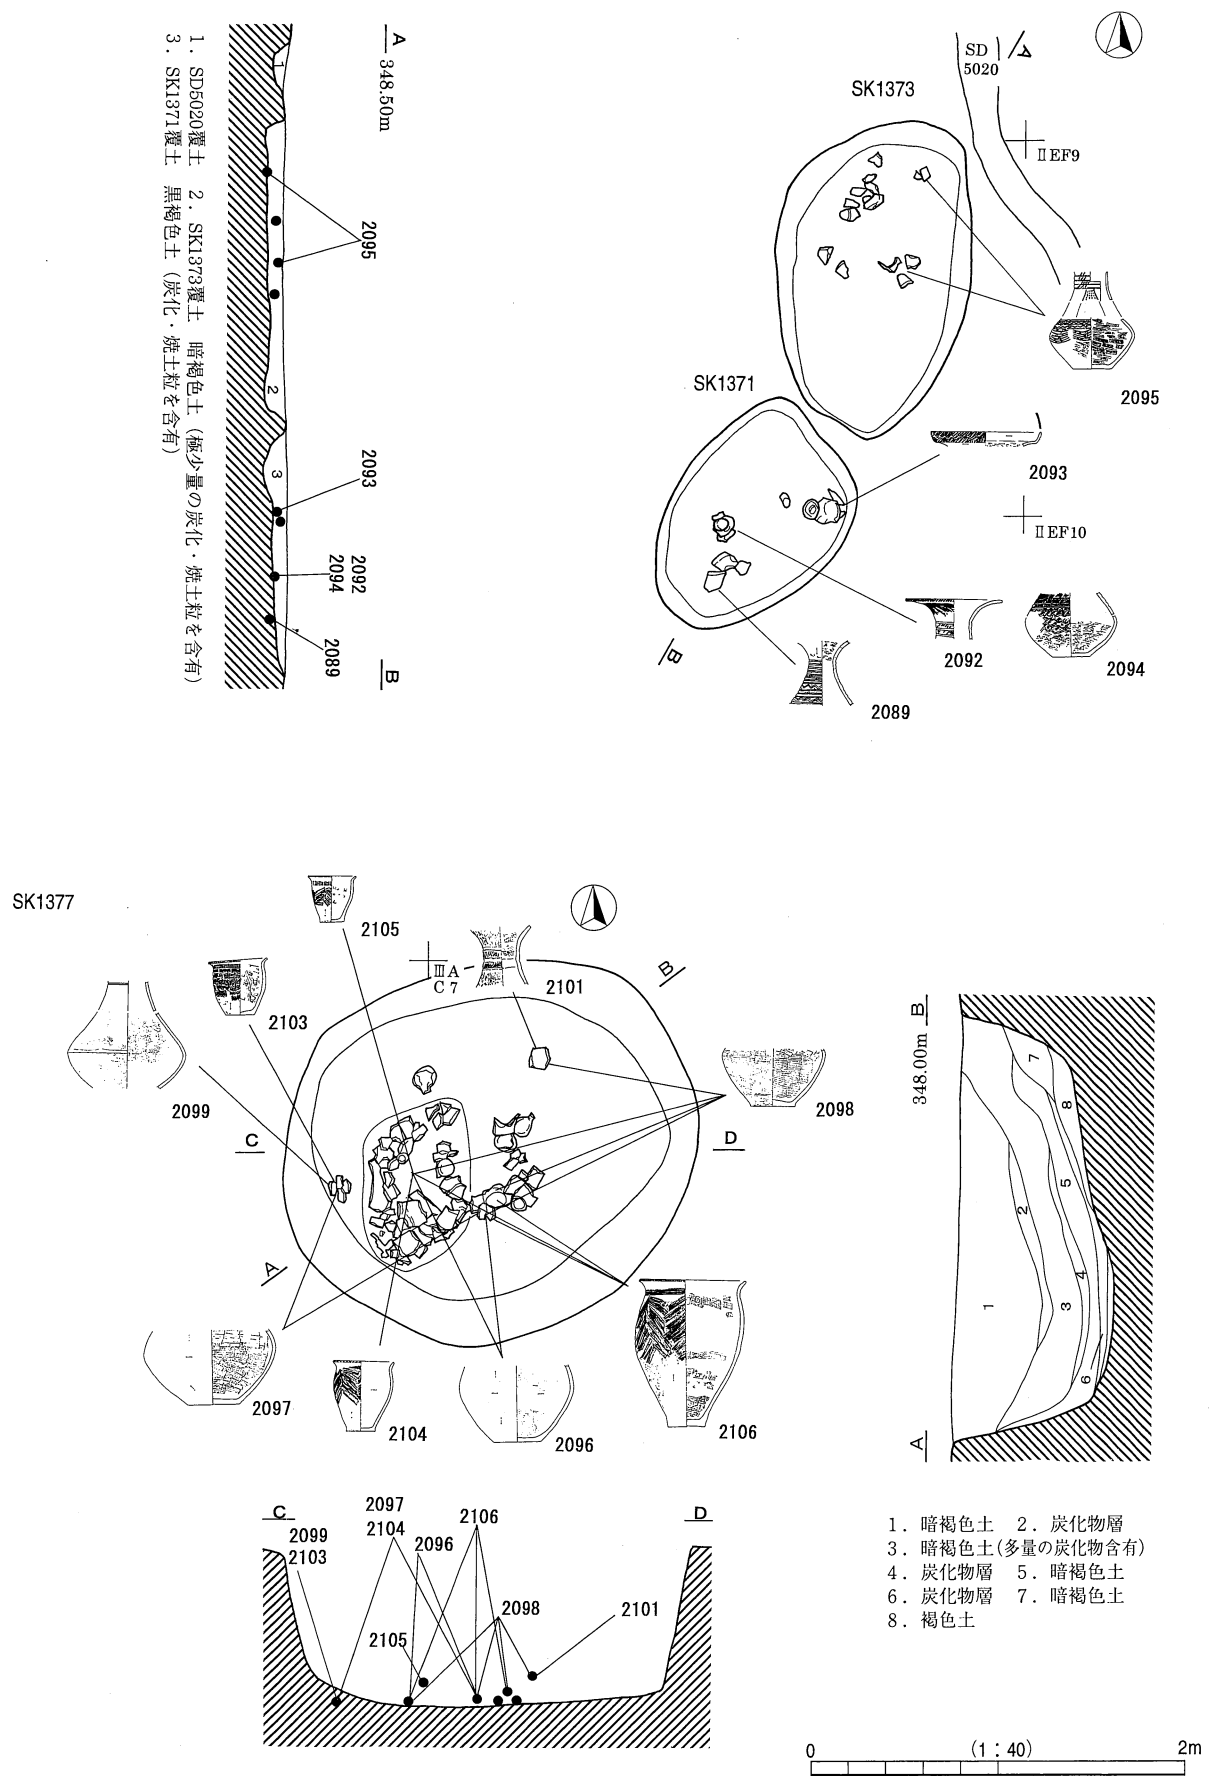 A 348.50m
1
2
3
2095
2093
2092
2094
2089
B
1．SD5020覆土　2．SK1373覆土　暗褐色土（極少量の炭化・焼土粒を含有）
3．SK1371覆土　黒褐色土（炭化・焼土粒を含有）
SD
5020
A
SK1373
ⅡEF9
2095
SK1371
2093
ⅡEF10
2092
2094
B
2089
SK1377
2105
2103
2099
ⅢA
C7
2101
B
2098
C
D
A
2097
2104
2096
2106
B
348.00m
7
8
5
2
4
3
1
6
A
C
D
2099
2103
2097
2104
2096
2106
2098
2101
2105
1．暗褐色土　2．炭化物層
3．暗褐色土(多量の炭化物含有)
4．炭化物層　5．暗褐色土
6．炭化物層　7．暗褐色土
8．褐色土
0 (1：40) 2m